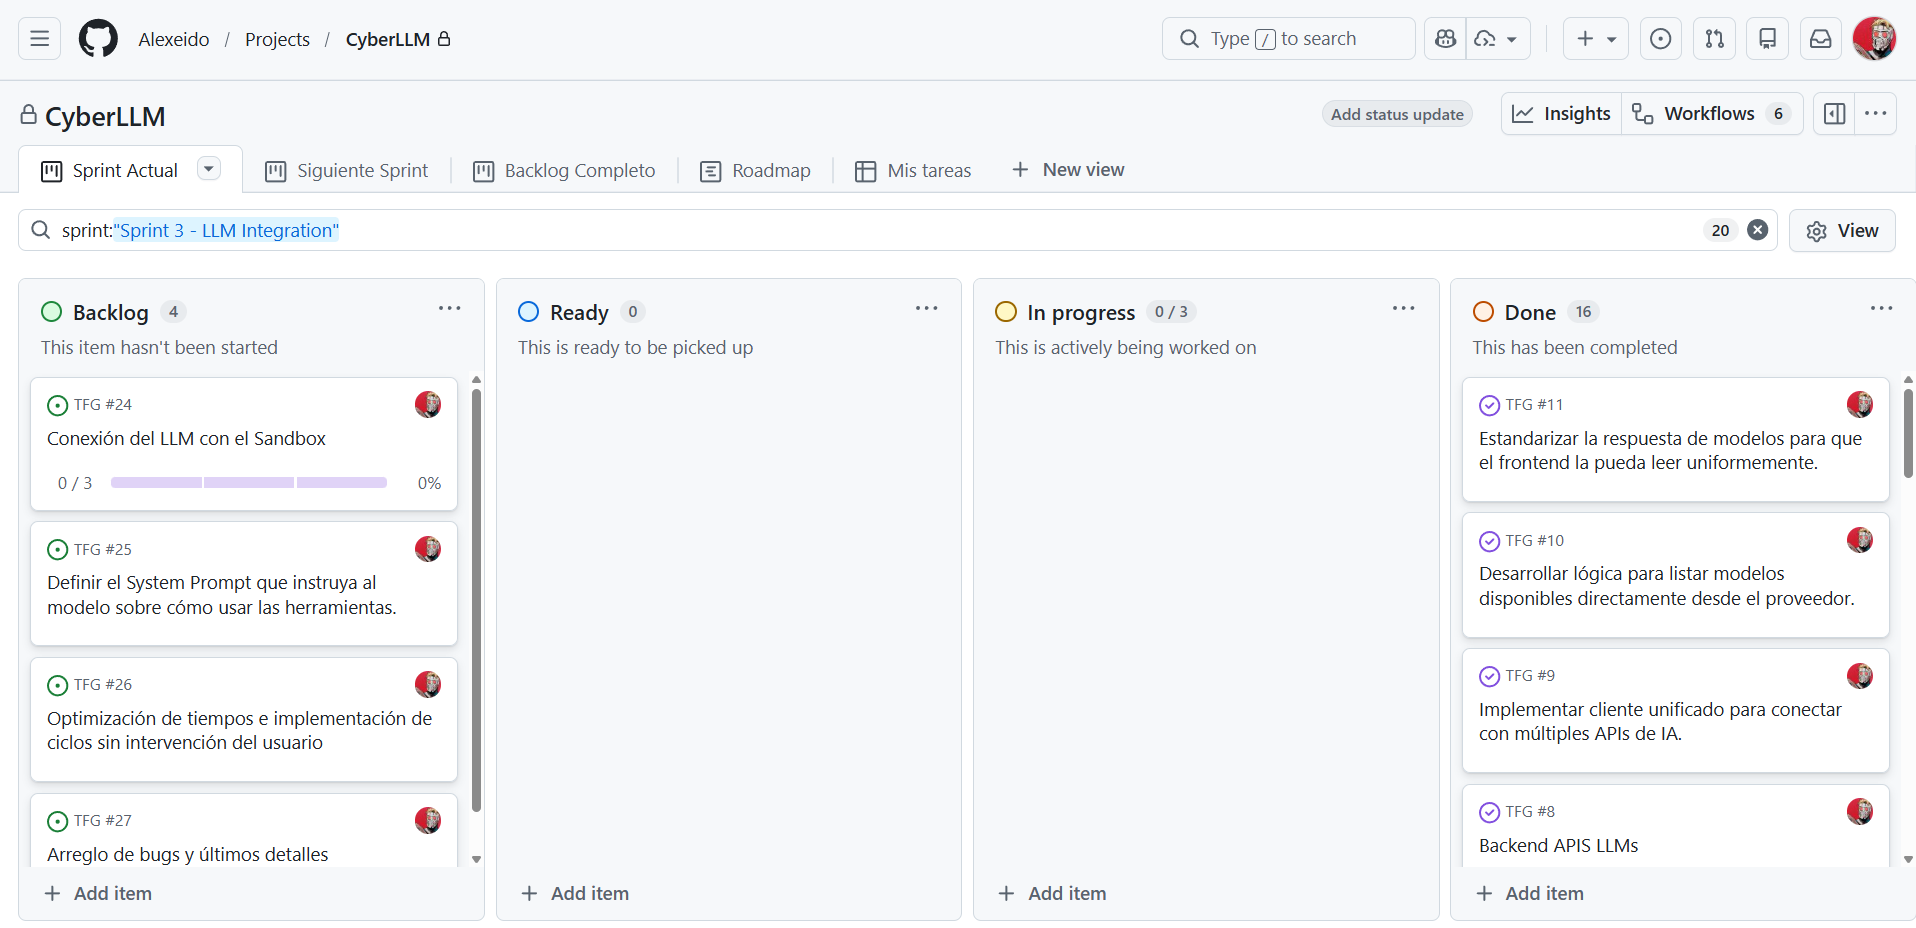 Alexeido / Projects / CyberLLM
Type / to search
CyberLLM
Add status update
Insights
Workflows 6
Sprint Actual
Siguiente Sprint
Backlog Completo
Roadmap
Mis tareas
New view
sprint:"Sprint 3 - LLM Integration"
20
View
Backlog 4
This item hasn't been started
TFG #24
Conexión del LLM con el Sandbox
0 / 3
0%
TFG #25
Definir el System Prompt que instruya al
modelo sobre cómo usar las herramientas.
TFG #26
Optimización de tiempos e implementación de
ciclos sin intervención del usuario
TFG #27
Arreglo de bugs y últimos detalles
Add item
Ready 0
This is ready to be picked up
Add item
In progress 0 / 3
This is actively being worked on
Add item
Done 16
This has been completed
TFG #11
Estandarizar la respuesta de modelos para que
el frontend la pueda leer uniformemente.
TFG #10
Desarrollar lógica para listar modelos
disponibles directamente desde el proveedor.
TFG #9
Implementar cliente unificado para conectar
con múltiples APIs de IA.
TFG #8
Backend APIS LLMs
Add item